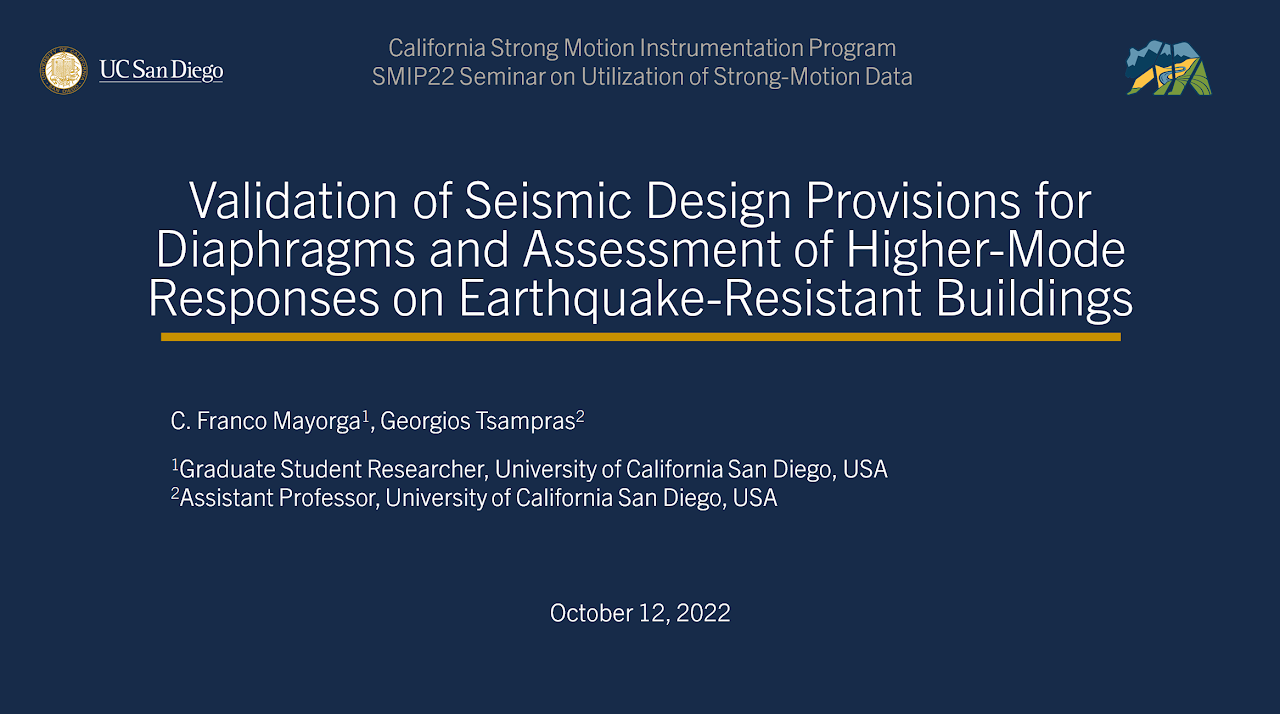 UC San Diego
California Strong Motion Instrumentation Program
SMIP22 Seminar on Utilization of Strong-Motion Data
Validation of Seismic Design Provisions for
Diaphragms and Assessment of Higher-Mode
Responses on Earthquake-Resistant Buildings
C. Franco Mayorga¹, Georgios Tsampras²
¹Graduate Student Researcher, University of California San Diego, USA
²Assistant Professor, University of California San Diego, USA
October 12, 2022